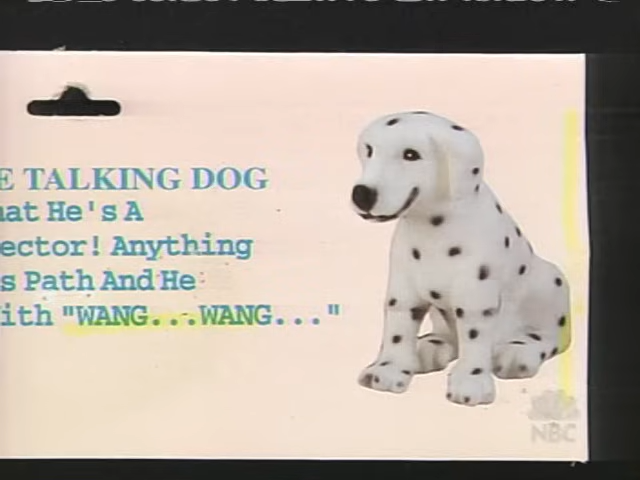 E TALKING DOG
hat He's A
ector! Anything
s Path And He
ith "WANG...WANG..."
NBC